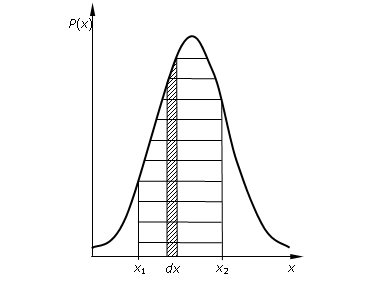 P(x)
x₁ dx x₂ x